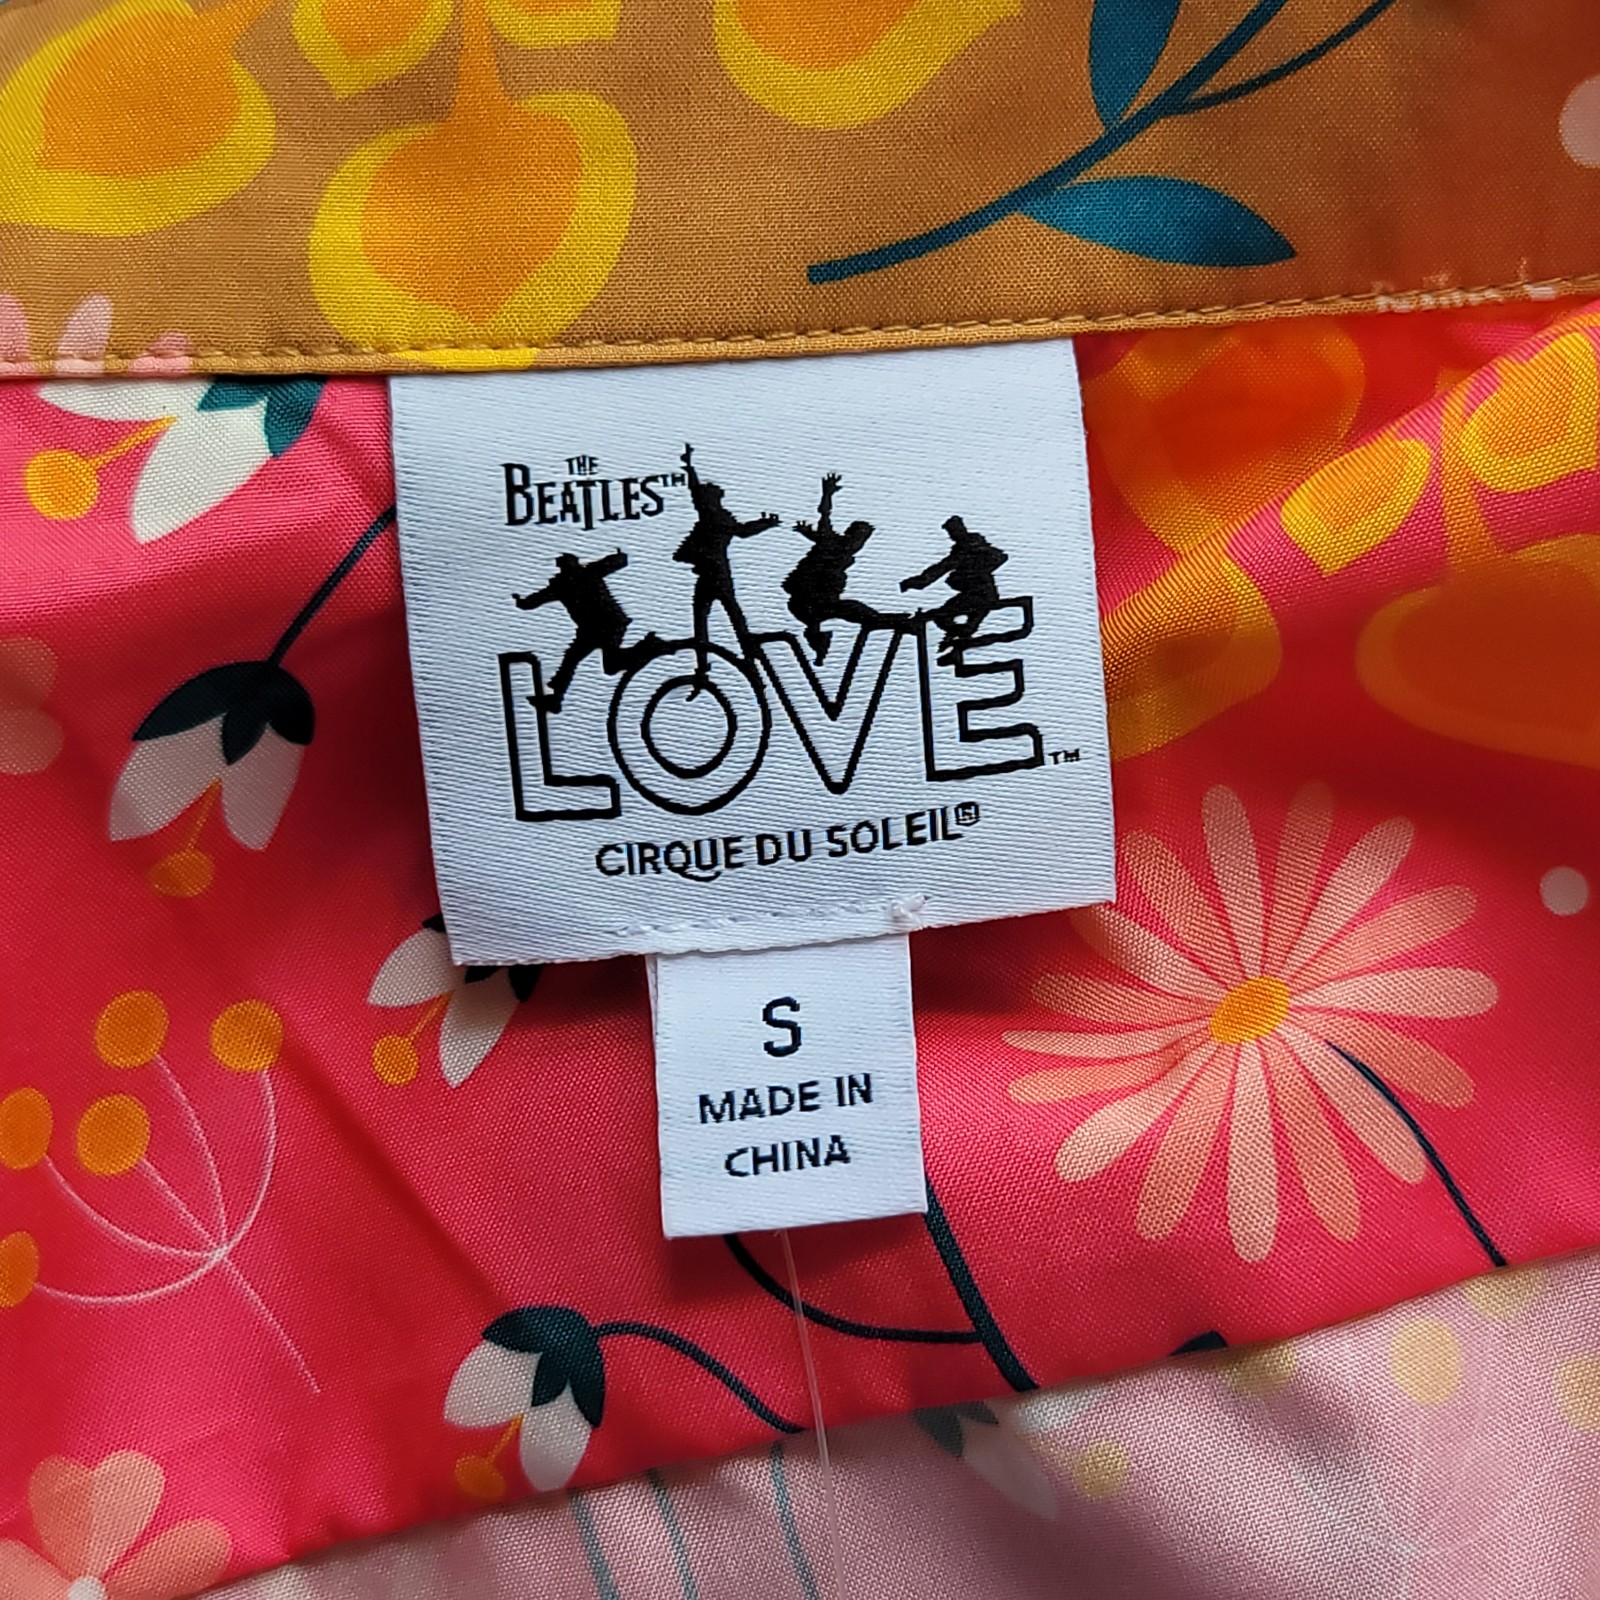 THE
BEATLES™
LOVE™
CIRQUE DU SOLEIL®
S
MADE IN
CHINA